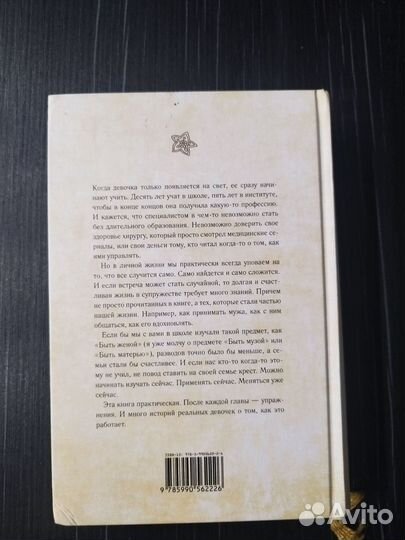 Когда девочка только появляется на свет, ее сразу начи-
нают учить. Десять лет учат в школе, пять лет в институте,
чтобы в конце концов она получила какую-то профессию.
И кажется, что специалистом в чем-то невозможно стать
без длительного образования. Невозможно доверить свое
здоровье хирургу, который просто смотрел медицинские се-
риалы, или свои деньги тому, кто читал когда-то о том, как
ими управлять.
Но в личной жизни мы практически всегда уповаем на
то, что все случится само. Само найдется и само сложится.
И если встреча может стать случайной, то долгая и счаст-
ливая жизнь в супружестве требует много знаний. Причем
не просто прочитанных в книге, а тех, которые стали частью
нашей жизни. Например, как принимать мужа, как с ним
общаться, как его вдохновлять.
Если бы мы с вами в школе изучали такой предмет, как
«Быть женой» (я уже молчу о предмете «Быть музой» или
«Быть матерью»), разводов точно было бы меньше, а се-
мьи стали бы счастливее. И если нас кто-то когда-то это-
му не учил, не повод ставить на своей семье крест. Можно
начинать изучать сейчас. Применять сейчас. Меняться уже
сейчас.
Эта книга практическая. После каждой главы — упраж-
нения. И много историй реальных девочек о том, как это
работает.
9 785990 562226
Avito